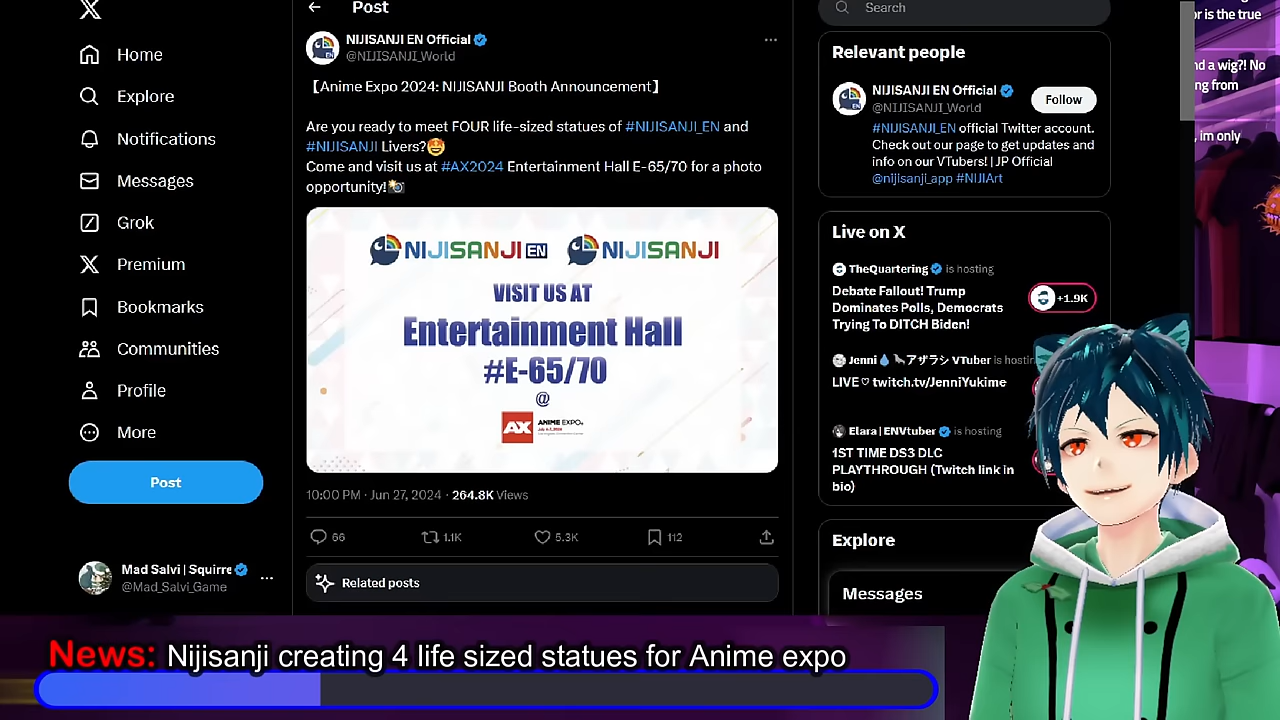 Home
Explore
Notifications
Messages
Grok
Premium
Bookmarks
Communities
Profile
More
Post
Mad Salvi | Squirre
@Mad_Salvi_Game
Post
NIJISANJI EN Official
@NIJISANJI_World
【Anime Expo 2024: NIJISANJI Booth Announcement】
Are you ready to meet FOUR life-sized statues of #NIJISANJI_EN and
#NIJISANJI Livers?🤩
Come and visit us at #AX2024 Entertainment Hall E-65/70 for a photo
opportunity!📸
NIJISANJI EN NIJISANJI
VISIT US AT
Entertainment Hall
#E-65/70
@
AX ANIME EXPO
10:00 PM · Jun 27, 2024 · 264.8K Views
66 1.1K 5.3K 112
Related posts
Search
Relevant people
NIJISANJI EN Official
@NIJISANJI_World
Follow
#NIJISANJI_EN official Twitter account.
Check out our page to get updates and
info on our VTubers! | JP Official
@nijisanji_app #NIJIArt
Live on X
TheQuartering is hosting
Debate Fallout! Trump
Dominates Polls, Democrats
Trying To DITCH Biden!
+1.9K
Jenni💧🦭アザラシ VTuber is hostin
LIVE ♡ twitch.tv/JenniYukime
Elara | ENVtuber is hosting
1ST TIME DS3 DLC
PLAYTHROUGH (Twitch link in
bio)
Explore
Messages
or is the true
nd a wig?! No
ng from
, im only
News: Nijisanji creating 4 life sized statues for Anime expo